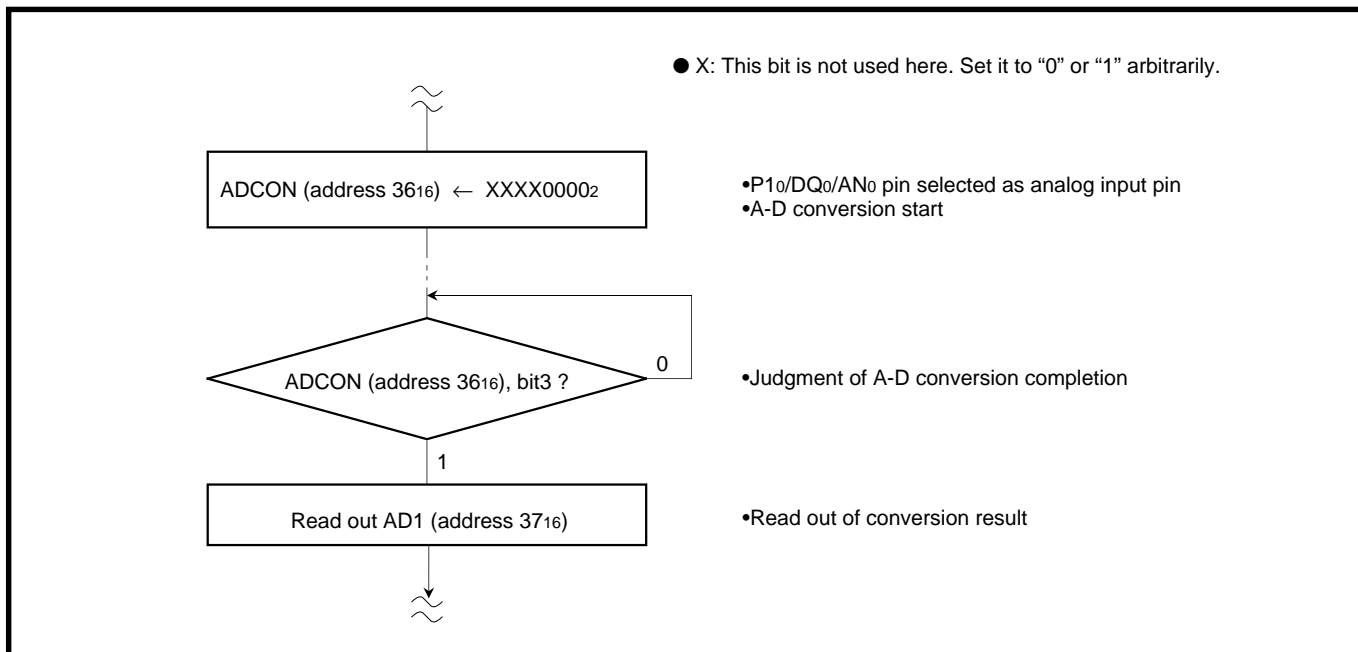 ● X: This bit is not used here. Set it to “0” or “1” arbitrarily.
ADCON (address 36₁₆) ← XXXX0000₂
•P1₀/DQ₀/AN₀ pin selected as analog input pin
•A-D conversion start
ADCON (address 36₁₆), bit3 ?
0
•Judgment of A-D conversion completion
1
Read out AD1 (address 37₁₆)
•Read out of conversion result